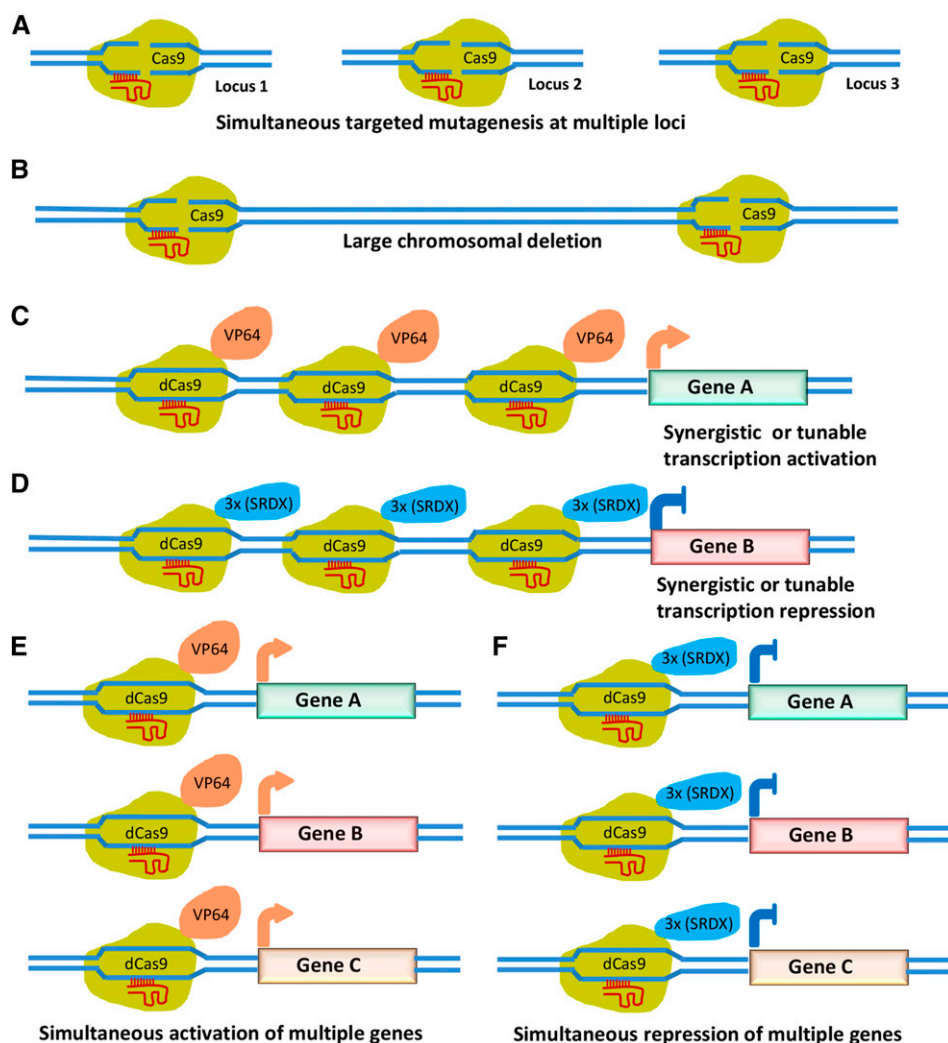 A
Cas9
Locus 1
Cas9
Locus 2
Cas9
Locus 3
Simultaneous targeted mutagenesis at multiple loci
B
Cas9
Cas9
Large chromosomal deletion
C
VP64
VP64
VP64
dCas9
dCas9
dCas9
Gene A
Synergistic or tunable
transcription activation
D
3x (SRDX)
3x (SRDX)
3x (SRDX)
dCas9
dCas9
dCas9
Gene B
Synergistic or tunable
transcription repression
E
VP64
dCas9
Gene A
VP64
dCas9
Gene B
VP64
dCas9
Gene C
Simultaneous activation of multiple genes
F
3x (SRDX)
dCas9
Gene A
3x (SRDX)
dCas9
Gene B
3x (SRDX)
dCas9
Gene C
Simultaneous repression of multiple genes